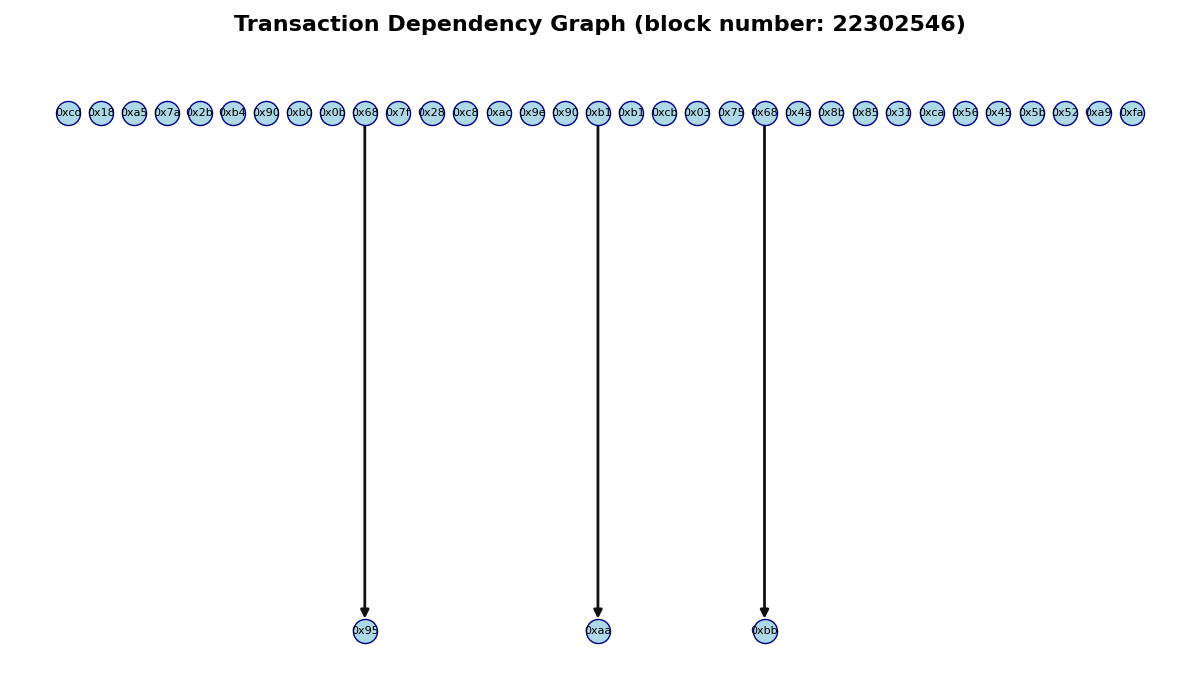 Transaction Dependency Graph (block number: 22302546)
0xcd 0x18 0xa5 0x7a 0x2b 0xb4 0x90 0xb0 0x0b 0x68 0x7f 0x28 0xc8 0xac 0x9e 0x90 0xb1 0xb1 0xcb 0x03 0x75 0x68 0x4a 0x8b 0x85 0x31 0xca 0x56 0x45 0x5b 0x52 0xa9 0xfa
0x95 0xaa 0xbb